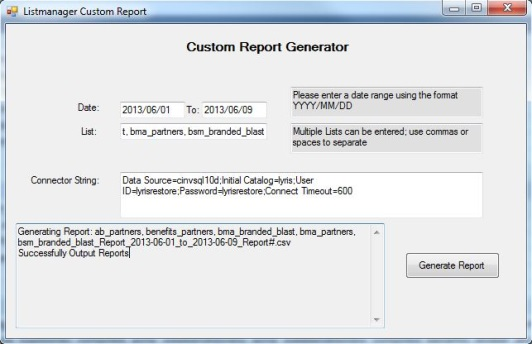 Listmanager Custom Report
Custom Report Generator
Date: 2013/06/01 To: 2013/06/09
Please enter a date range using the format
YYYY/MM/DD
List: t, bma_partners, bsm_branded_blast
Multiple Lists can be entered; use commas or
spaces to separate
Connector String: Data Source=cinvsql10d;Initial Catalog=lyris;User
ID=lyrisrestore;Password=lyrisrestore;Connect Timeout=600
Generating Report: ab_partners, benefits_partners, bma_branded_blast, bma_partners,
bsm_branded_blast_Report_2013-06-01_to_2013-06-09_Report#.csv
Successfully Output Reports
Generate Report